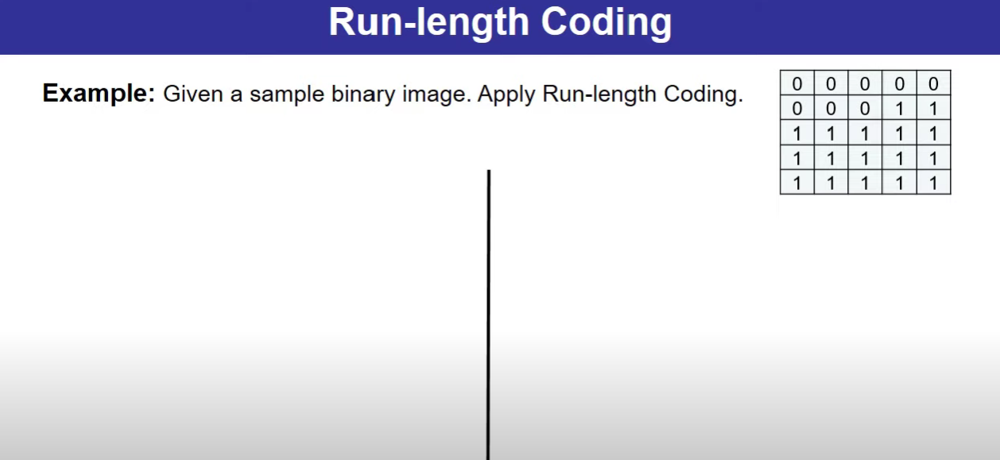 Run-length Coding
Example: Given a sample binary image. Apply Run-length Coding.
0 0 0 0 0
0 0 0 1 1
1 1 1 1 1
1 1 1 1 1
1 1 1 1 1